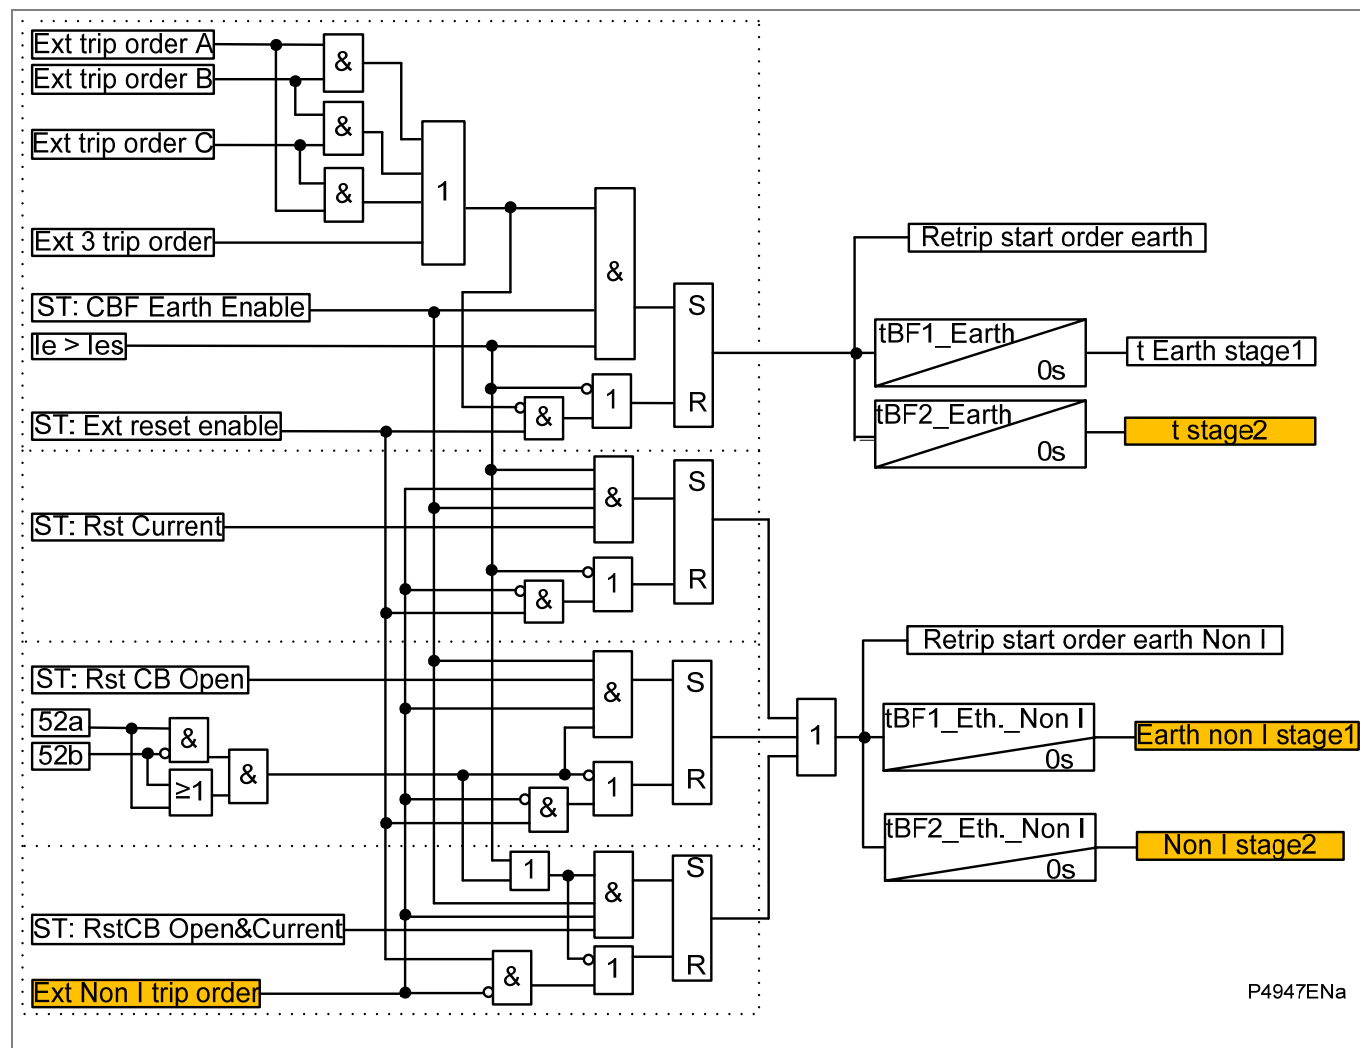 Ext trip order A
&
Ext trip order B
&
Ext trip order C
&
1
Ext 3 trip order
Retrip start order earth
&
ST: CBF Earth Enable
S
tBF1_Earth
0s
t Earth stage1
Ie > Ies
1
R
&
ST: Ext reset enable
tBF2_Earth
0s
t stage2
S
&
ST: Rst Current
1
R
&
Retrip start order earth Non I
ST: Rst CB Open
S
&
52a
52b
&
≥1
&
1
R
&
1
tBF1_Eth._Non I
0s
Earth non I stage1
tBF2_Eth._Non I
0s
Non I stage2
1
S
&
ST: RstCB Open&Current
1
R
&
Ext Non I trip order
P4947ENa